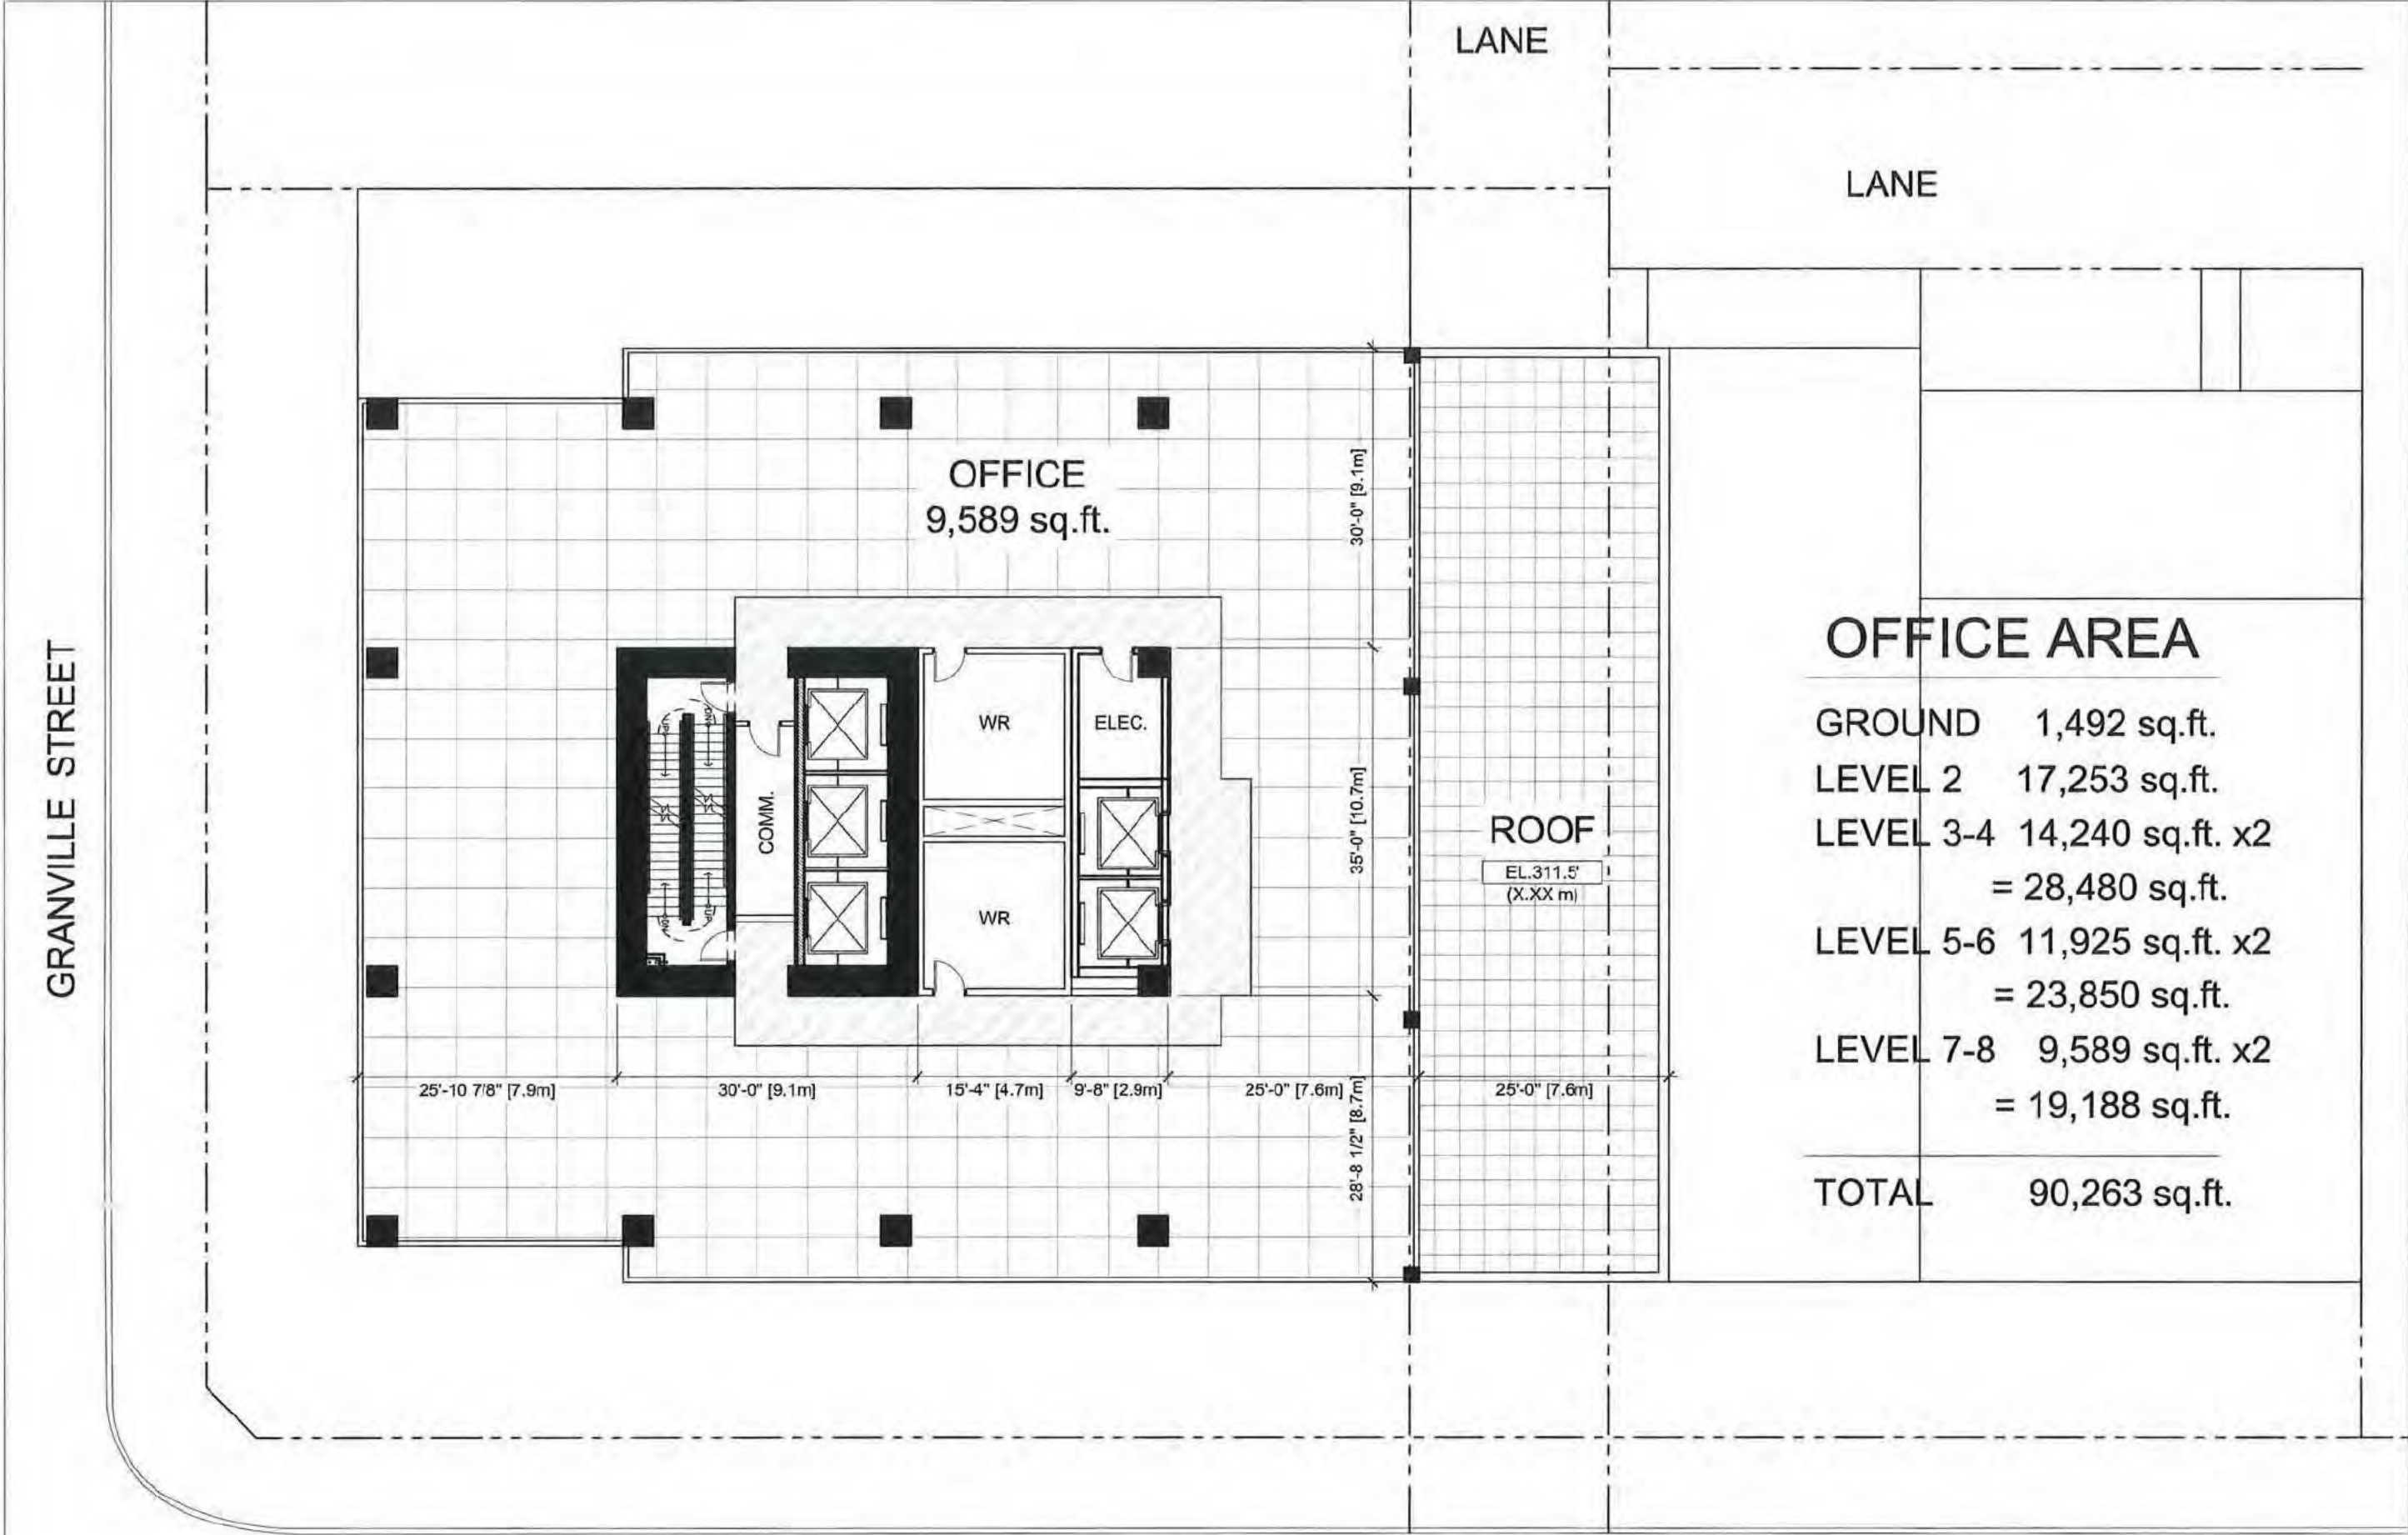 LANE
LANE
GRANVILLE STREET
OFFICE
9,589 sq.ft.
30'-0" [9.1m]
35'-0" [10.7m]
28'-8 1/2" [8.7m]
WR
ELEC.
COMM.
WR
UP
DN
DN
UP
25'-10 7/8" [7.9m]
30'-0" [9.1m]
15'-4" [4.7m]
9'-8" [2.9m]
25'-0" [7.6m]
25'-0" [7.6m]
ROOF
EL.311.5'
(X.XX m)
OFFICE AREA
GROUND 1,492 sq.ft.
LEVEL 2 17,253 sq.ft.
LEVEL 3-4 14,240 sq.ft. x2
= 28,480 sq.ft.
LEVEL 5-6 11,925 sq.ft. x2
= 23,850 sq.ft.
LEVEL 7-8 9,589 sq.ft. x2
= 19,188 sq.ft.
TOTAL 90,263 sq.ft.